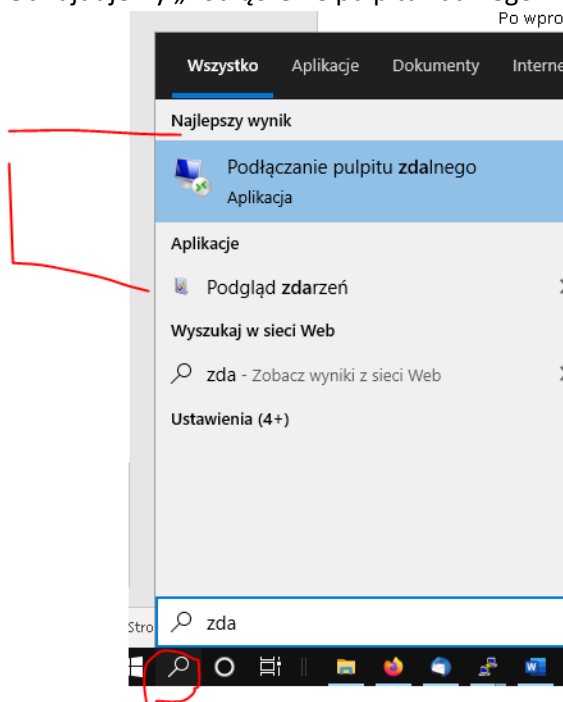 Po wpro
Wszystko Aplikacje Dokumenty Interne
Najlepszy wynik
Podłączanie pulpitu zdalnego
Aplikacja
Aplikacje
Podgląd zdarzeń
Wyszukaj w sieci Web
zda - Zobacz wyniki z sieci Web
Ustawienia (4+)
Stro
zda